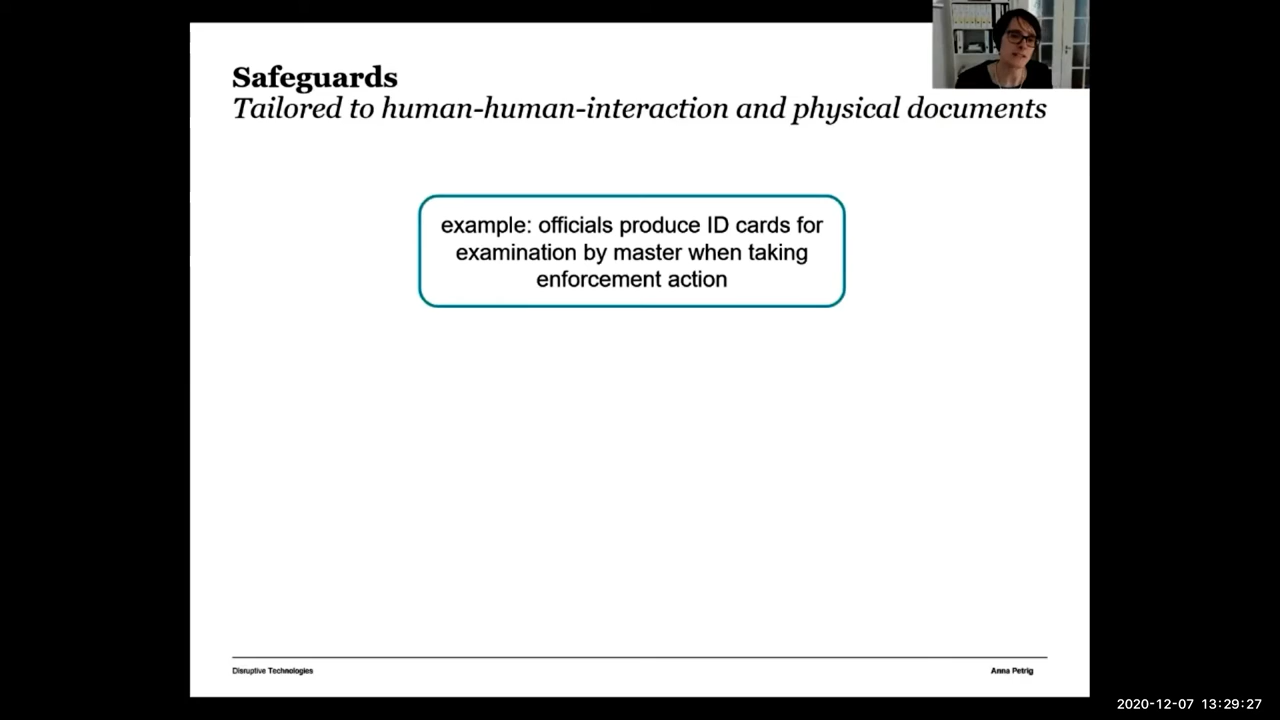 Safeguards
Tailored to human-human-interaction and physical documents
example: officials produce ID cards for
examination by master when taking
enforcement action
Disruptive Technologies
Anna Petrig
2020-12-07 13:29:27